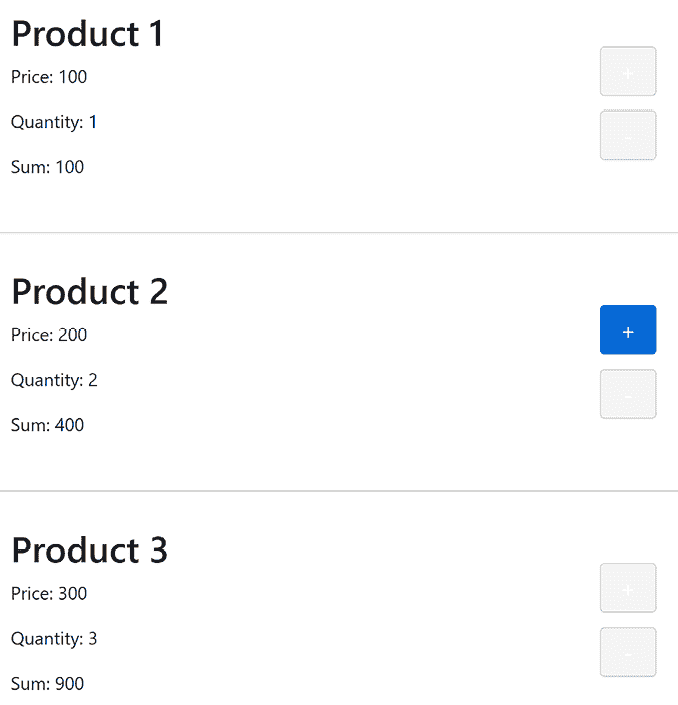 Product 1
Price: 100
+
Quantity: 1
-
Sum: 100
Product 2
Price: 200
+
Quantity: 2
-
Sum: 400
Product 3
Price: 300
+
Quantity: 3
-
Sum: 900